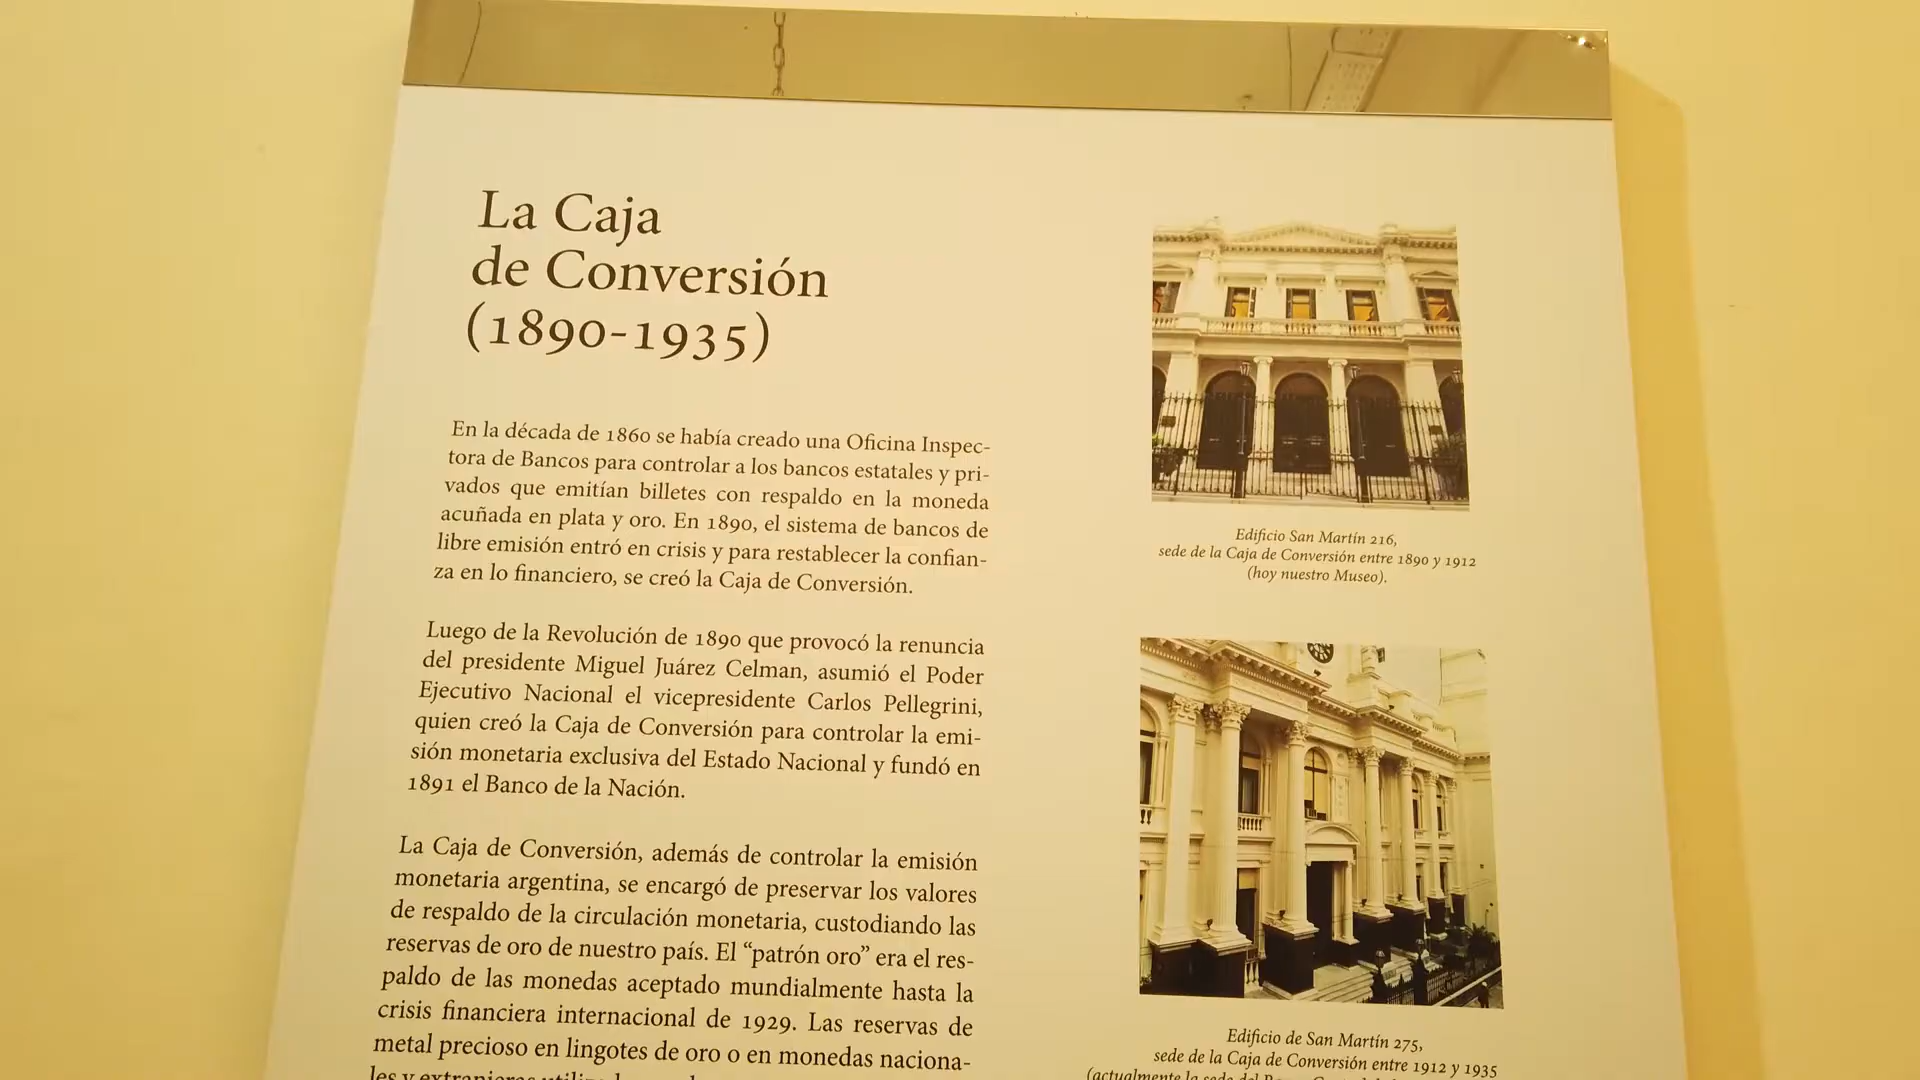 La Caja
de Conversión
(1890-1935)
En la década de 1860 se había creado una Oficina Inspec-
tora de Bancos para controlar a los bancos estatales y pri-
vados que emitían billetes con respaldo en la moneda
acuñada en plata y oro. En 1890, el sistema de bancos de
libre emisión entró en crisis y para restablecer la confian-
za en lo financiero, se creó la Caja de Conversión.
Luego de la Revolución de 1890 que provocó la renuncia
del presidente Miguel Juárez Celman, asumió el Poder
Ejecutivo Nacional el vicepresidente Carlos Pellegrini,
quien creó la Caja de Conversión para controlar la emi-
sión monetaria exclusiva del Estado Nacional y fundó en
1891 el Banco de la Nación.
La Caja de Conversión, además de controlar la emisión
monetaria argentina, se encargó de preservar los valores
de respaldo de la circulación monetaria, custodiando las
reservas de oro de nuestro país. El “patrón oro” era el res-
paldo de las monedas aceptado mundialmente hasta la
crisis financiera internacional de 1929. Las reservas de
metal precioso en lingotes de oro o en monedas naciona-
les y extranjeras
Edificio San Martín 216,
sede de la Caja de Conversión entre 1890 y 1912
(hoy nuestro Museo).
Edificio de San Martín 275,
sede de la Caja de Conversión entre 1912 y 1935
(actualmente la sede del